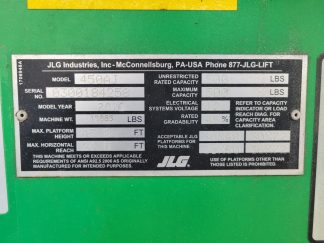 1706948A
JLG Industries, Inc - McConnellsburg, PA-USA Phone 877-JLG-LIFT
MODEL 450AJ
SERIAL NO.
MODEL YEAR
MACHINE WT. LBS
MAX. PLATFORM HEIGHT FT
MAX. HORIZONTAL REACH FT
THIS MACHINE MEETS OR EXCEEDS APPLICABLE
REQUIREMENTS OF ANSI A92.5 2006 AS MANUFACTURED
FOR INTENDED PURPOSES.
UNRESTRICTED RATED CAPACITY LBS
MAXIMUM CAPACITY LBS
ELECTRICAL SYSTEMS VOLTAGE
RATED GRADEABILITY %
REFER TO CAPACITY
INDICATOR OR LOAD
REACH DIAG. FOR
CAPACITY AREA
CLARIFICATION.
ACCEPTABLE JLG
PLATFORMS FOR
THIS MACHINE
JLG
USE OF PLATFORMS OTHER THAN
THOSE LISTED IS PROHIBITED